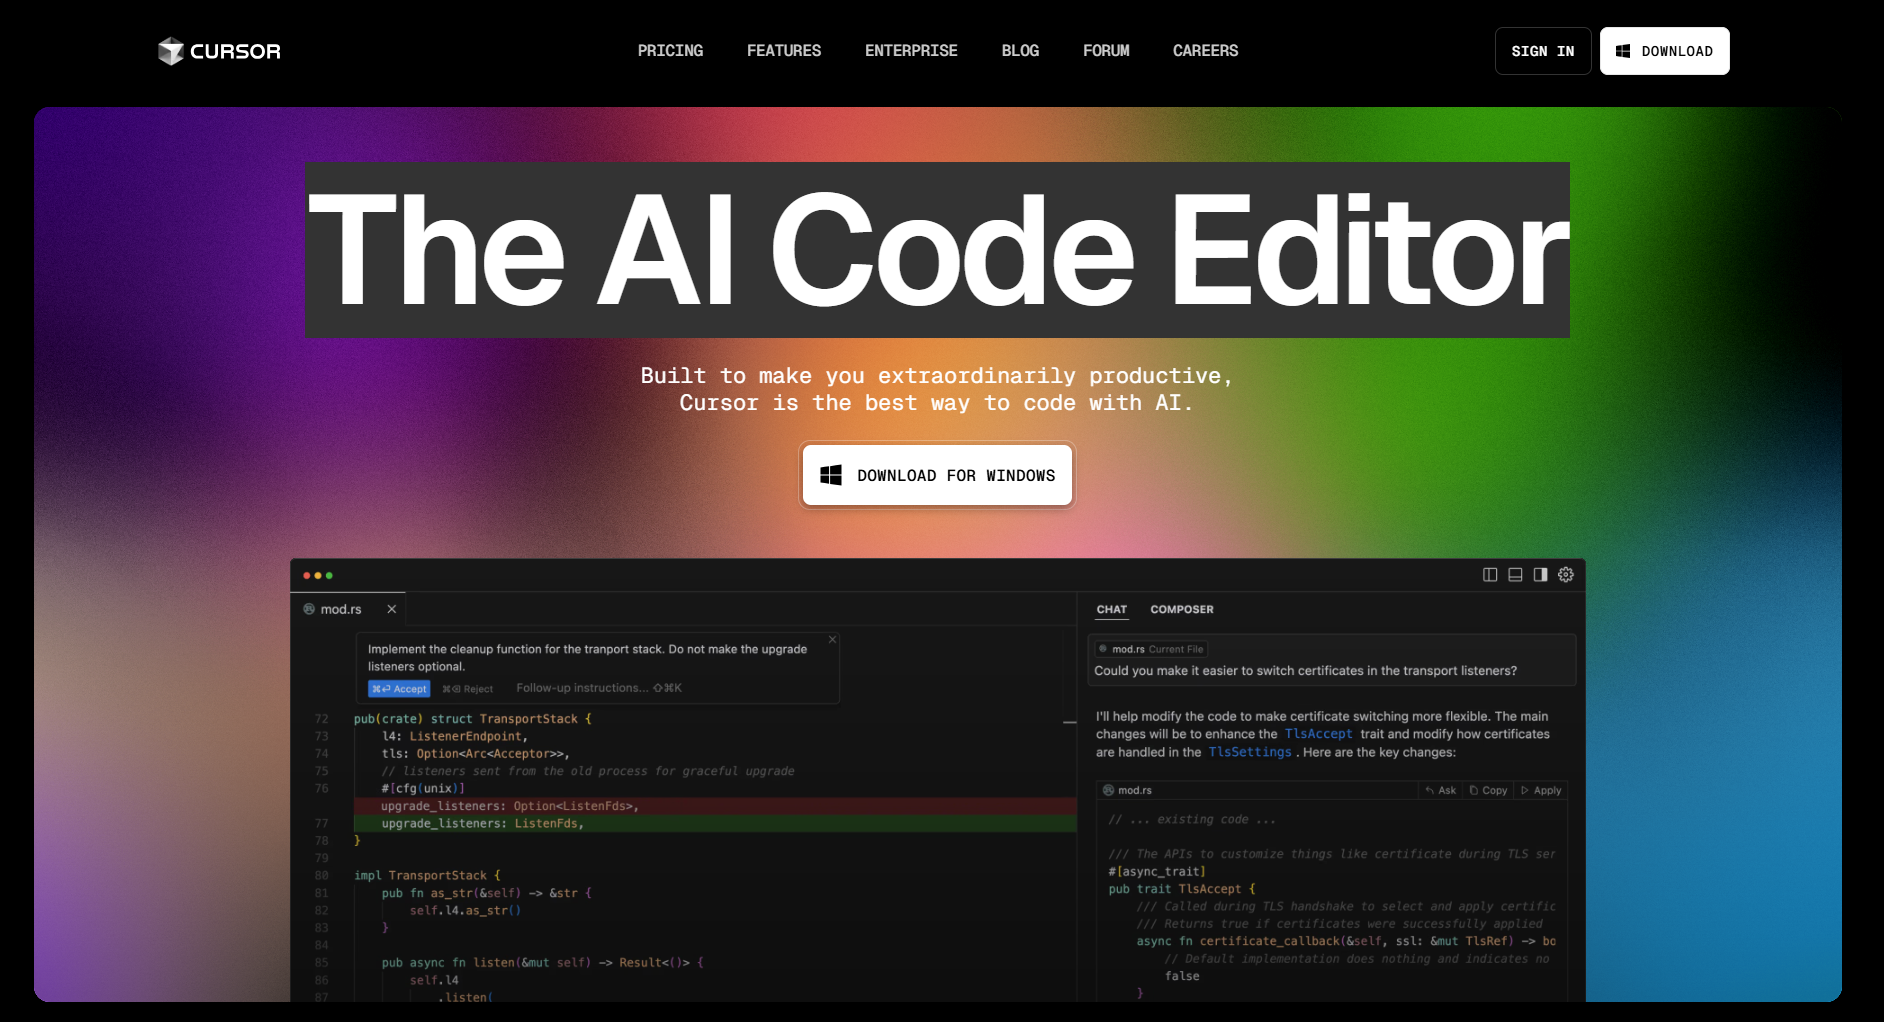 CURSOR
PRICING
FEATURES
ENTERPRISE
BLOG
FORUM
CAREERS
SIGN IN
DOWNLOAD
The AI Code Editor
Built to make you extraordinarily productive,
Cursor is the best way to code with AI.
DOWNLOAD FOR WINDOWS
mod.rs
Implement the cleanup function for the tranport stack. Do not make the upgrade
listeners optional.
⌘⏎ Accept ⌘⌫ Reject Follow-up instructions... ⇧⌘K
72 pub(crate) struct TransportStack {
73 l4: ListenerEndpoint,
74 tls: Option<Arc<Acceptor>>,
75 // listeners sent from the old process for graceful upgrade
76 #[cfg(unix)]
upgrade_listeners: Option<ListenFds>,
77 upgrade_listeners: ListenFds,
78 }
79
80 impl TransportStack {
81 pub fn as_str(&self) -> &str {
82 self.l4.as_str()
83 }
84
85 pub async fn listen(&mut self) -> Result<()> {
86 self.l4
87 .listen(
CHAT COMPOSER
mod.rs Current File
Could you make it easier to switch certificates in the transport listeners?
I'll help modify the code to make certificate switching more flexible. The main
changes will be to enhance the TlsAccept trait and modify how certificates
are handled in the TlsSettings. Here are the key changes:
mod.rs Ask Copy Apply
// ... existing code ...
/// The APIs to customize things like certificate during TLS ser
#[async_trait]
pub trait TlsAccept {
/// Called during TLS handshake to select and apply certific
/// Returns true if certificates were successfully applied
async fn certificate_callback(&self, ssl: &mut TlsRef) -> bo
// Default implementation does nothing and indicates no
false
}